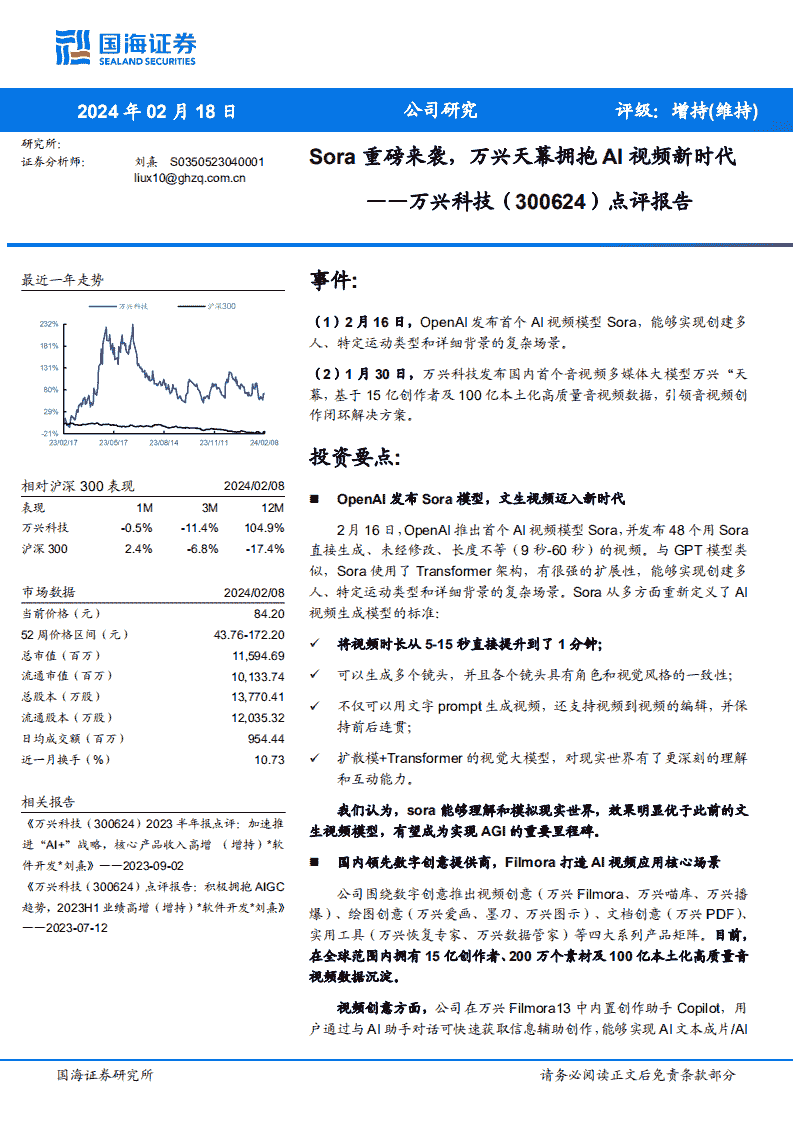 国海证券
SEALAND SECURITIES
2024 年 02 月 18 日
公司研究
评级：增持(维持)
研究所：
证券分析师： 刘熹 S0350523040001
liux10@ghzq.com.cn
Sora 重磅来袭，万兴天幕拥抱 AI 视频新时代
——万兴科技（300624）点评报告
最近一年走势
万兴科技 沪深300
232%
181%
131%
80%
29%
-21%
23/02/17 23/05/17 23/08/14 23/11/11 24/02/08
相对沪深 300 表现 2024/02/08
表现 1M 3M 12M
万兴科技 -0.5% -11.4% 104.9%
沪深 300 2.4% -6.8% -17.4%
市场数据 2024/02/08
当前价格（元） 84.20
52 周价格区间（元） 43.76-172.20
总市值（百万） 11,594.69
流通市值（百万） 10,133.74
总股本（万股） 13,770.41
流通股本（万股） 12,035.32
日均成交额（百万） 954.44
近一月换手（%） 10.73
相关报告
《万兴科技（300624）2023 半年报点评：加速推
进“AI+”战略，核心产品收入高增 （增持）*软
件开发*刘熹》——2023-09-02
《万兴科技（300624）点评报告：积极拥抱 AIGC
趋势，2023H1 业绩高增（增持）*软件开发*刘熹》
——2023-07-12
事件:
（1）2 月 16 日，OpenAI 发布首个 AI 视频模型 Sora，能够实现创建多
人、特定运动类型和详细背景的复杂场景。
（2）1 月 30 日，万兴科技发布国内首个音视频多媒体大模型万兴“天
幕，基于 15 亿创作者及 100 亿本土化高质量音视频数据，引领音视频创
作闭环解决方案。
投资要点:
■ OpenAI 发布 Sora 模型，文生视频迈入新时代
2 月 16 日，OpenAI 推出首个 AI 视频模型 Sora，并发布 48 个用 Sora
直接生成、未经修改、长度不等（9 秒-60 秒）的视频。与 GPT 模型类
似，Sora 使用了 Transformer 架构，有很强的扩展性，能够实现创建多
人、特定运动类型和详细背景的复杂场景。Sora 从多方面重新定义了 AI
视频生成模型的标准：
✓ 将视频时长从 5-15 秒直接提升到了 1 分钟；
✓ 可以生成多个镜头，并且各个镜头具有角色和视觉风格的一致性；
✓ 不仅可以用文字 prompt 生成视频，还支持视频到视频的编辑，并保
持前后连贯；
✓ 扩散模+Transformer 的视觉大模型，对现实世界有了更深刻的理解
和互动能力。
我们认为，sora 能够理解和模拟现实世界，效果明显优于此前的文
生视频模型，有望成为实现 AGI 的重要里程碑。
■ 国内领先数字创意提供商，Filmora 打造 AI 视频应用核心场景
公司围绕数字创意推出视频创意（万兴 Filmora、万兴喵库、万兴播
爆）、绘图创意（万兴爱画、墨刀、万兴图示）、文档创意（万兴 PDF）、
实用工具（万兴恢复专家、万兴数据管家）等四大系列产品矩阵。目前，
在全球范围内拥有 15 亿创作者、200 万个素材及 100 亿本土化高质量音
视频数据沉淀。
视频创意方面，公司在万兴 Filmora13 中内置创作助手 Copilot，用
户通过与 AI 助手对话可快速获取信息辅助创作，能够实现 AI 文本成片/AI
国海证券研究所
请务必阅读正文后免责条款部分